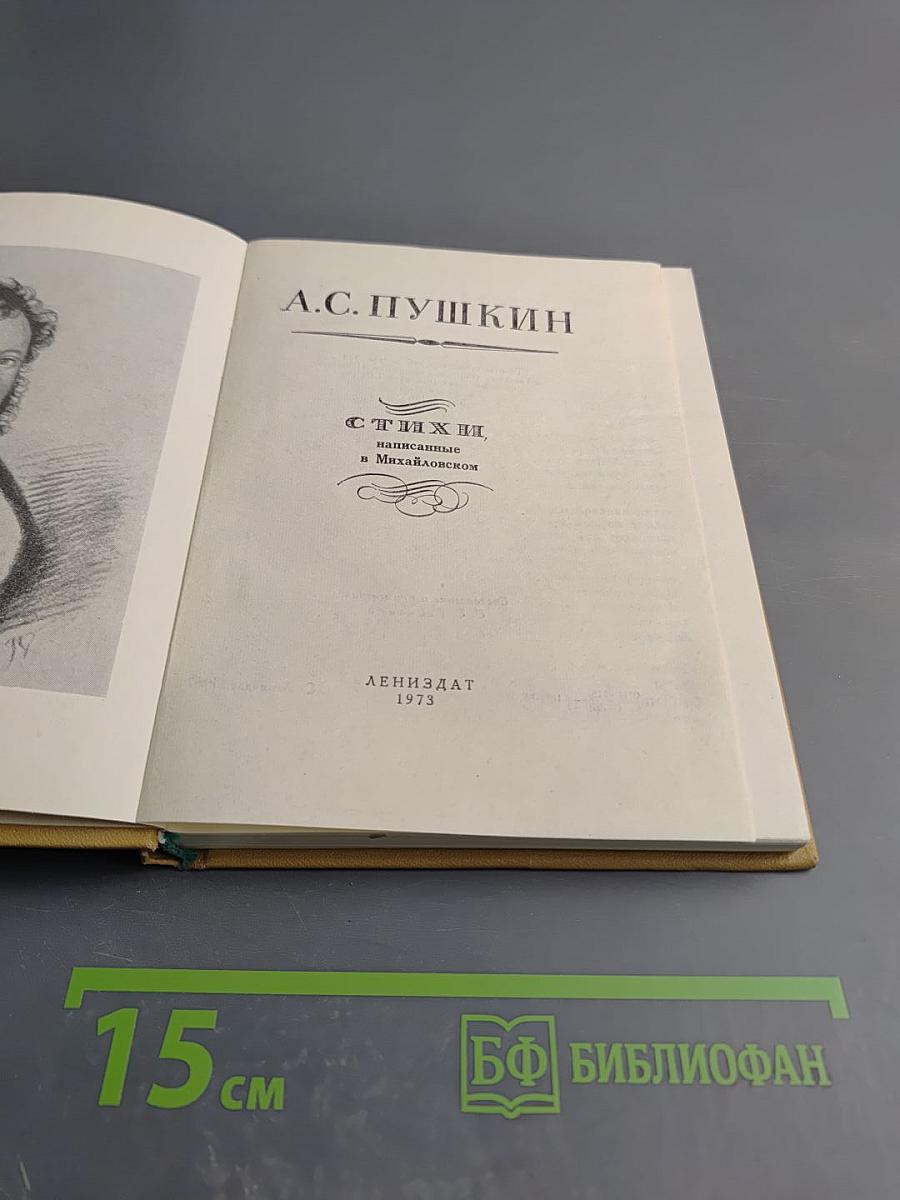 А.С. ПУШКИН
СТИХИ,
написанные
в Михайловском
ЛЕНИЗДАТ
1973
15 см
БФ БИБЛИОФАН